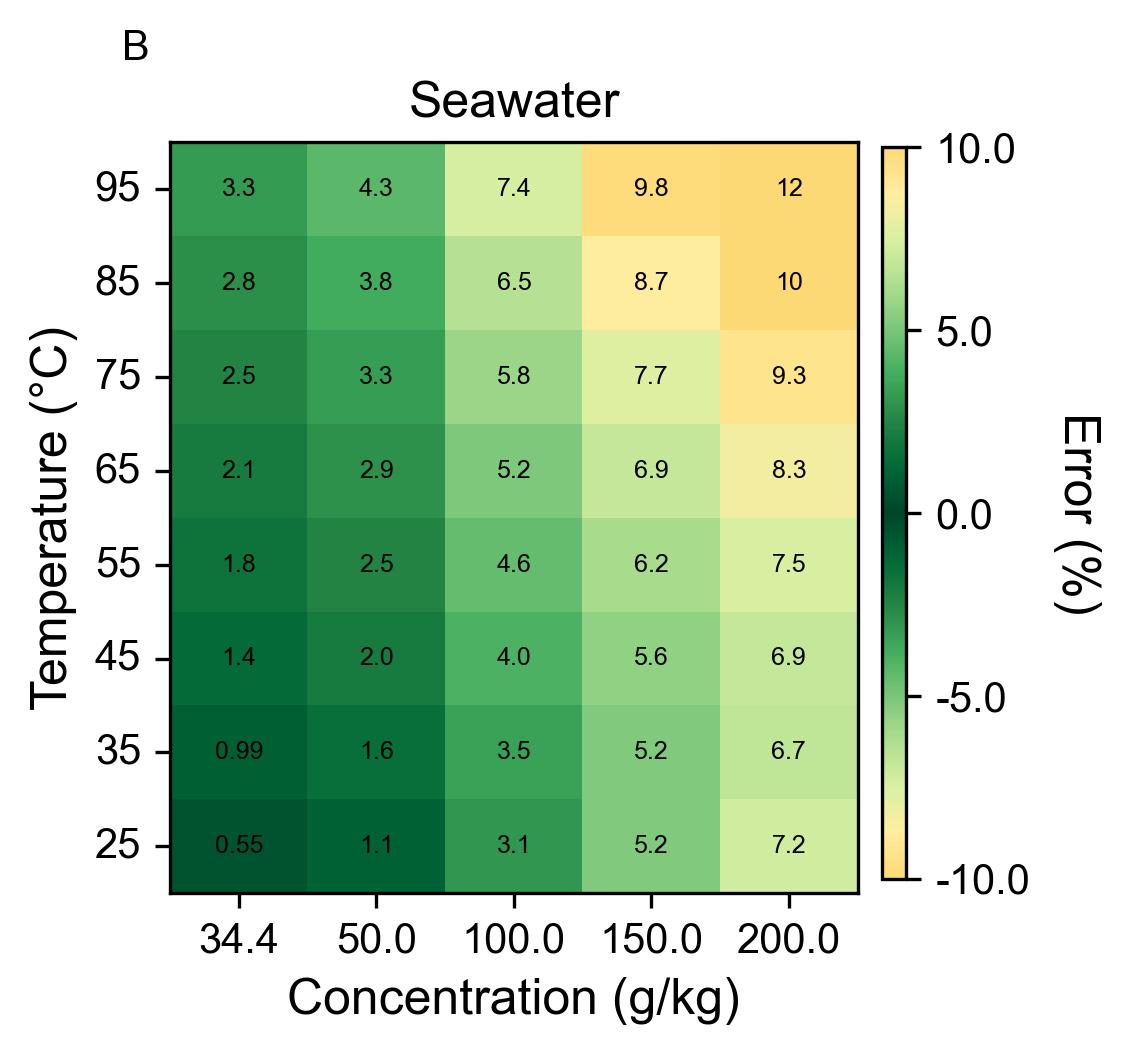 B
Seawater
95 3.3 4.3 7.4 9.8 12
85 2.8 3.8 6.5 8.7 10
75 2.5 3.3 5.8 7.7 9.3
65 2.1 2.9 5.2 6.9 8.3
55 1.8 2.5 4.6 6.2 7.5
45 1.4 2.0 4.0 5.6 6.9
35 0.99 1.6 3.5 5.2 6.7
25 0.55 1.1 3.1 5.2 7.2
34.4 50.0 100.0 150.0 200.0
Concentration (g/kg)
Temperature (°C)
10.0
5.0
0.0
-5.0
-10.0
Error (%)